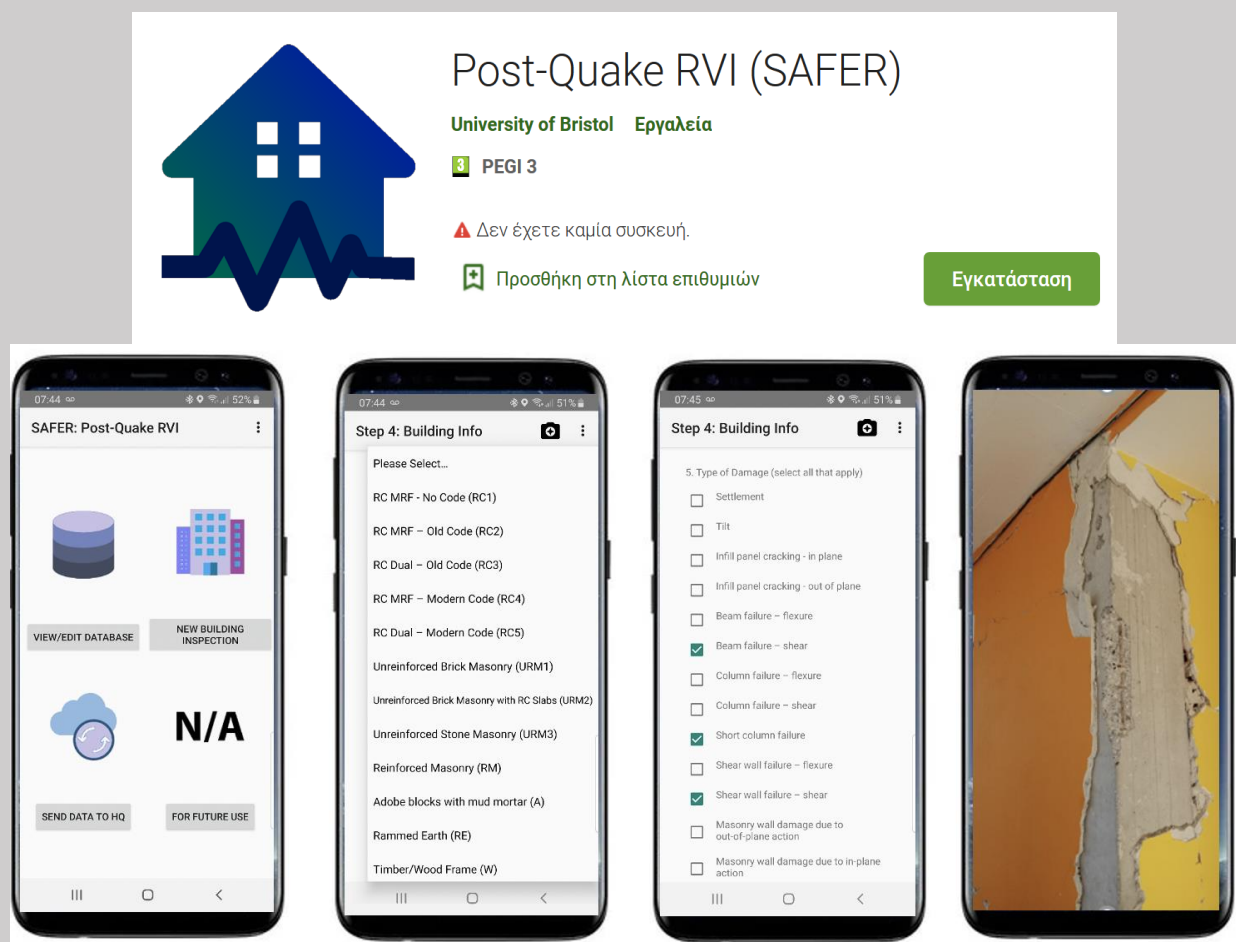 Post-Quake RVI (SAFER)
University of Bristol Εργαλεία
3 PEGI 3
Δεν έχετε καμία συσκευή.
Προσθήκη στη λίστα επιθυμιών
Εγκατάσταση
07:44 52%
SAFER: Post-Quake RVI
VIEW/EDIT DATABASE
NEW BUILDING
INSPECTION
N/A
SEND DATA TO HQ
FOR FUTURE USE
07:44 51%
Step 4: Building Info
Please Select...
RC MRF - No Code (RC1)
RC MRF – Old Code (RC2)
RC Dual – Old Code (RC3)
RC MRF – Modern Code (RC4)
RC Dual – Modern Code (RC5)
Unreinforced Brick Masonry (URM1)
Unreinforced Brick Masonry with RC Slabs (URM2)
Unreinforced Stone Masonry (URM3)
Reinforced Masonry (RM)
Adobe blocks with mud mortar (A)
Rammed Earth (RE)
Timber/Wood Frame (W)
07:45 51%
Step 4: Building Info
5. Type of Damage (select all that apply)
Settlement
Tilt
Infill panel cracking - in plane
Infill panel cracking - out of plane
Beam failure – flexure
Beam failure – shear
Column failure – flexure
Column failure – shear
Short column failure
Shear wall failure – flexure
Shear wall failure – shear
Masonry wall damage due to
out-of-plane action
Masonry wall damage due to in-plane
action